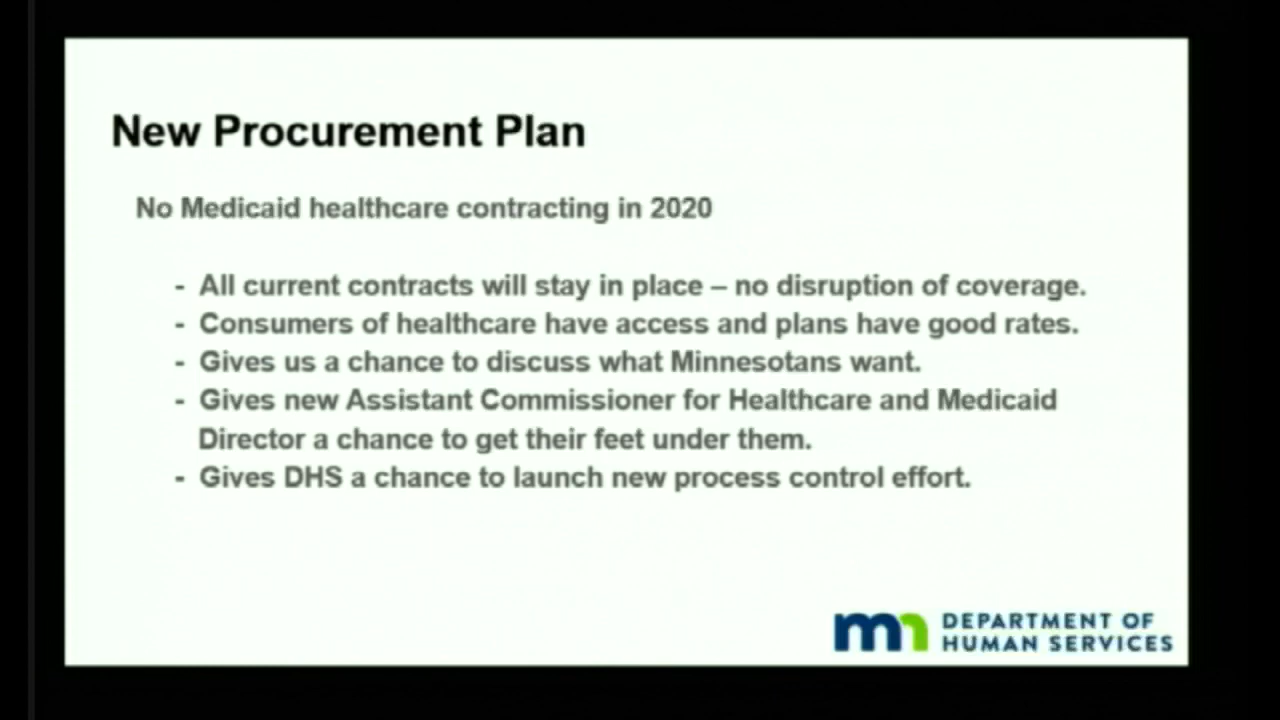 New Procurement Plan
No Medicaid healthcare contracting in 2020
- All current contracts will stay in place – no disruption of coverage.
- Consumers of healthcare have access and plans have good rates.
- Gives us a chance to discuss what Minnesotans want.
- Gives new Assistant Commissioner for Healthcare and Medicaid
Director a chance to get their feet under them.
- Gives DHS a chance to launch new process control effort.
mn DEPARTMENT OF
HUMAN SERVICES